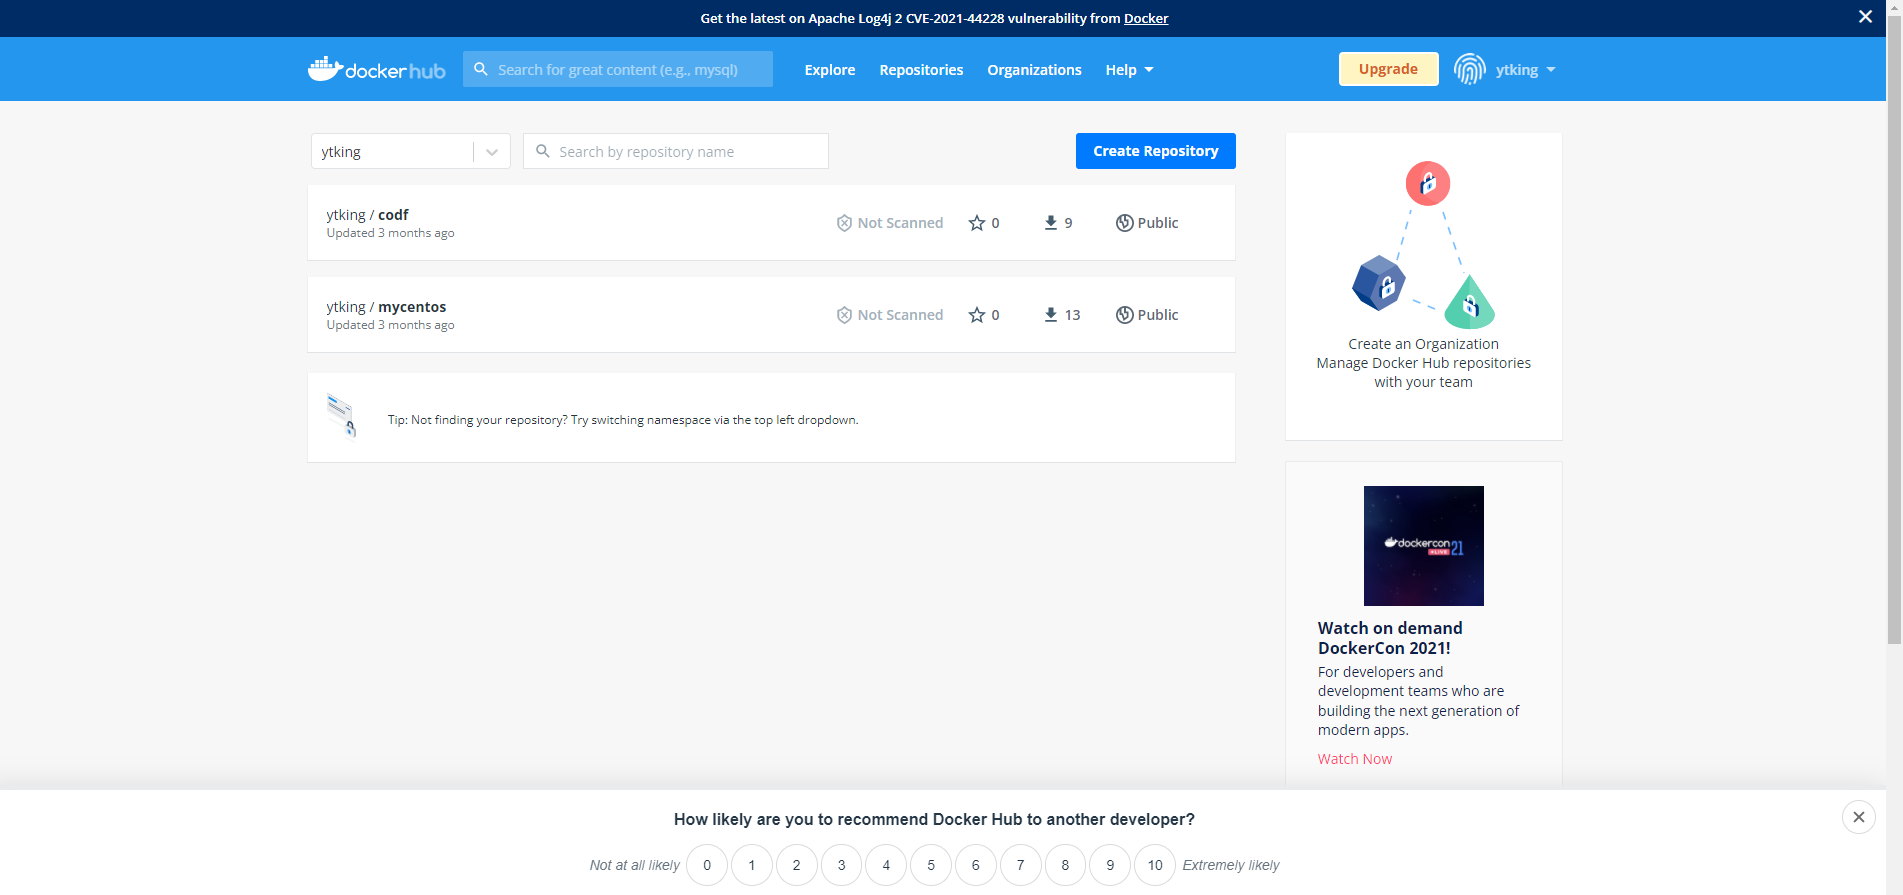 Get the latest on Apache Log4j 2 CVE-2021-44228 vulnerability from Docker
dockerhub
Search for great content (e.g., mysql)
Explore
Repositories
Organizations
Help
Upgrade
ytking
ytking
Search by repository name
Create Repository
ytking / codf
Updated 3 months ago
Not Scanned
0
9
Public
ytking / mycentos
Updated 3 months ago
Not Scanned
0
13
Public
Tip: Not finding your repository? Try switching namespace via the top left dropdown.
Create an Organization
Manage Docker Hub repositories
with your team
dockercon
LIVE
21
Watch on demand
DockerCon 2021!
For developers and
development teams who are
building the next generation of
modern apps.
Watch Now
How likely are you to recommend Docker Hub to another developer?
Not at all likely 0 1 2 3 4 5 6 7 8 9 10 Extremely likely